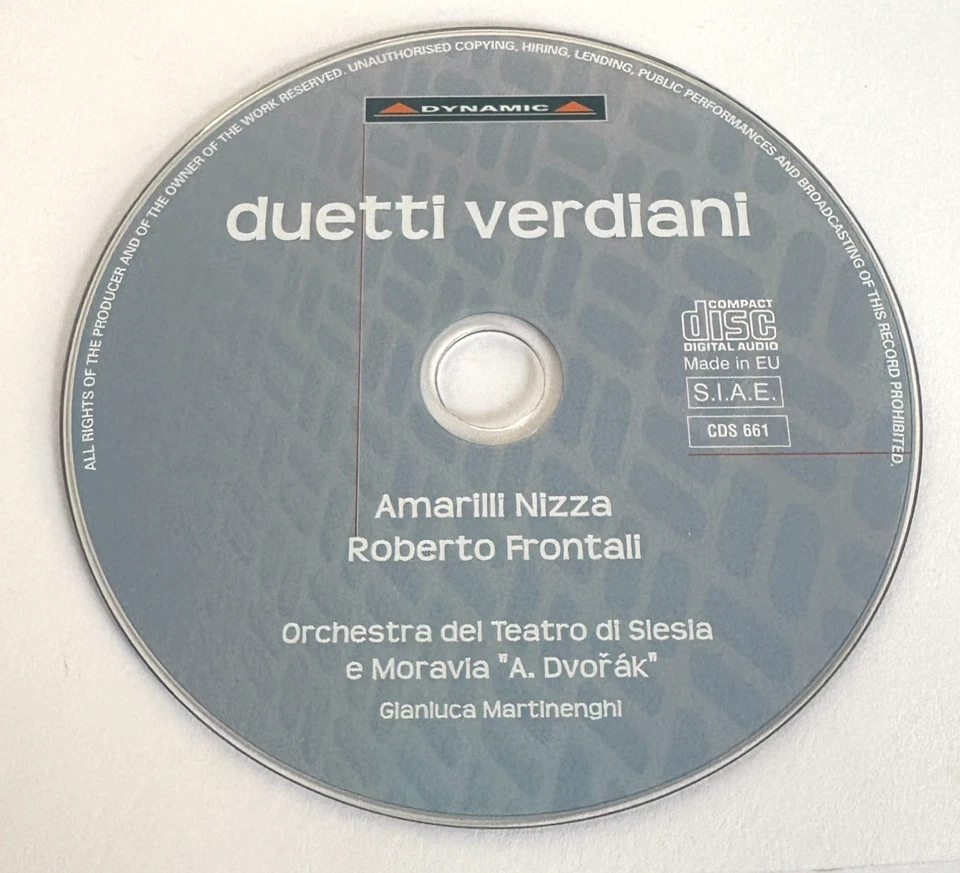 ALL RIGHTS OF THE PRODUCER AND OF THE OWNER OF THE WORK RESERVED. UNAUTHORISED COPYING, HIRING, LENDING, PUBLIC PERFORMANCES AND BROADCASTING OF THIS RECORD PROHIBITED.
DYNAMIC
duetti verdiani
COMPACT
disc
DIGITAL AUDIO
Made in EU
S.I.A.E.
CDS 661
Amarilli Nizza
Roberto Frontali
Orchestra del Teatro di Slesia
e Moravia "A. Dvořák"
Gianluca Martinenghi